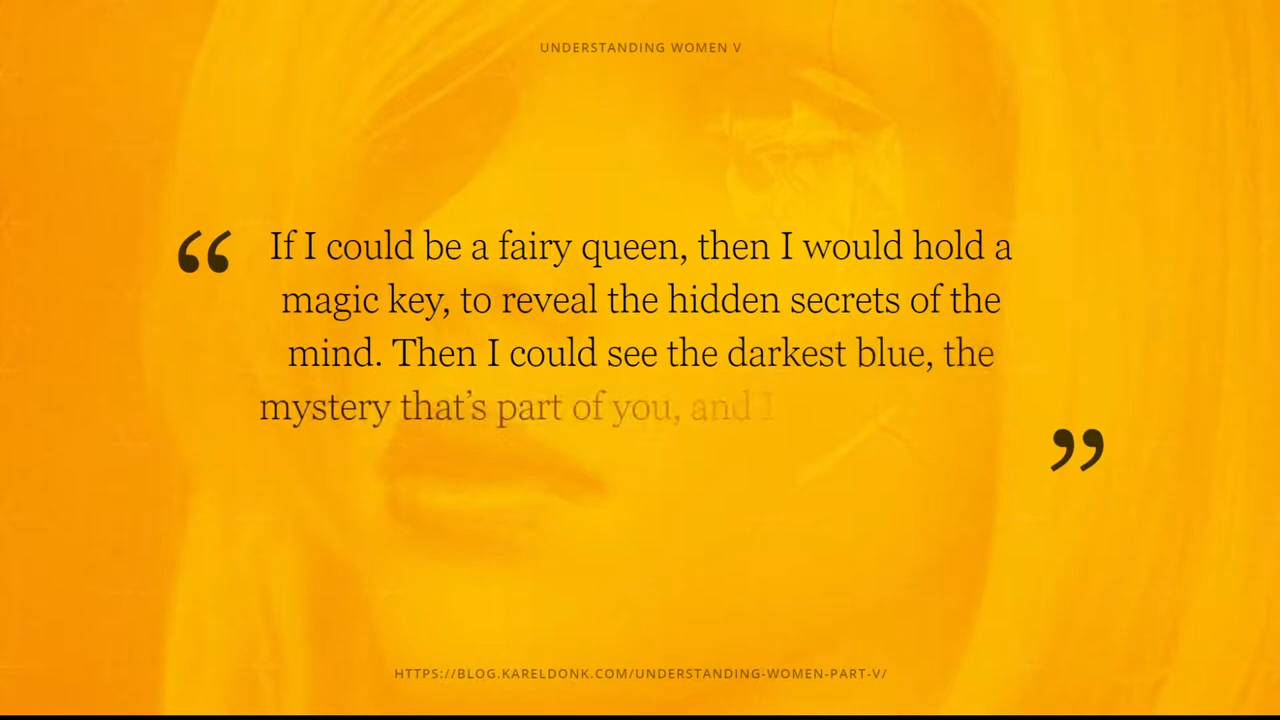 UNDERSTANDING WOMEN V
“ If I could be a fairy queen, then I would hold a
magic key, to reveal the hidden secrets of the
mind. Then I could see the darkest blue, the
mystery that’s part of you, and I
”
HTTPS://BLOG.KARELDONK.COM/UNDERSTANDING-WOMEN-PART-V/